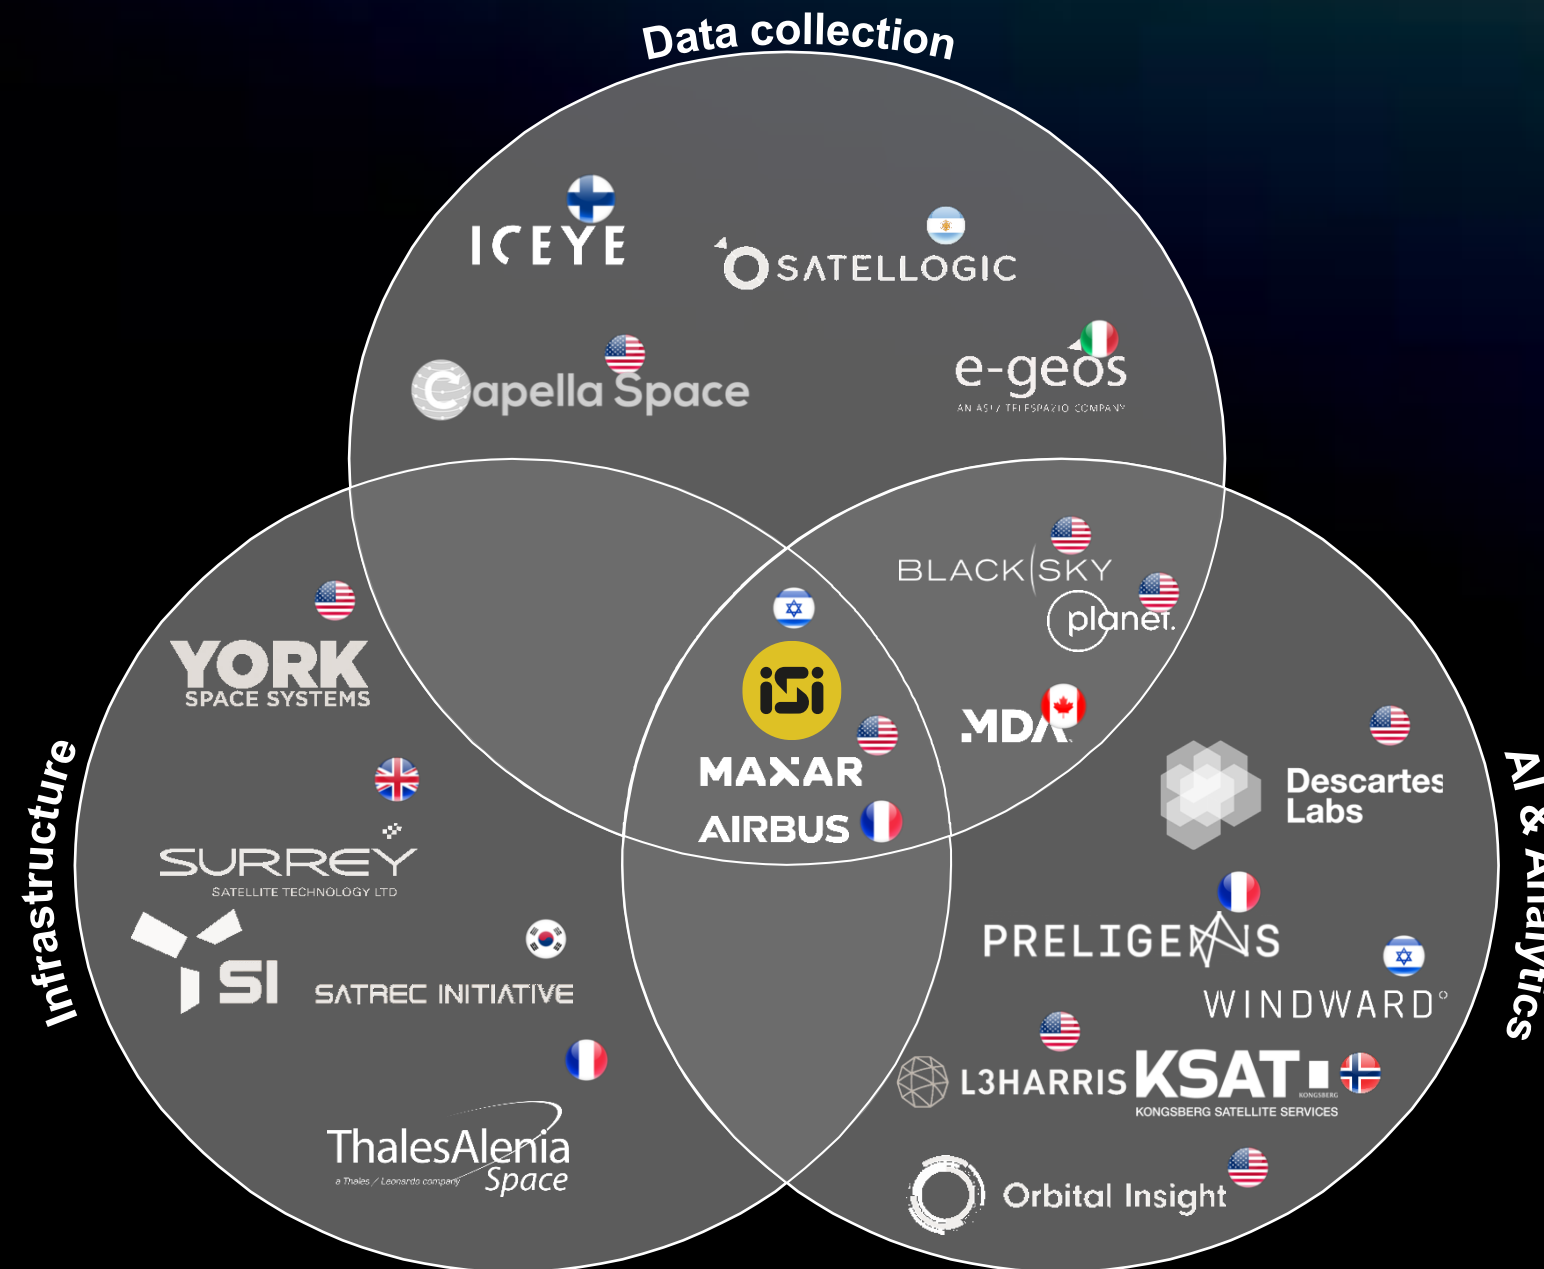 Data collection
ICEYE
SATELLOGIC
Capella Space
e-geos
AN ASI / TELESPAZIO COMPANY
BLACKSKY
planet.
YORK
SPACE SYSTEMS
iSi
MAXAR
AIRBUS
MDA
Descartes
Labs
Infrastructure
AI & Analytics
SURREY
SATELLITE TECHNOLOGY LTD
SI
SATREC INITIATIVE
PRELIGENS
WINDWARD
L3HARRIS
KSAT
KONGSBERG
KONGSBERG SATELLITE SERVICES
ThalesAlenia
a Thales / Leonardo company
Space
Orbital Insight